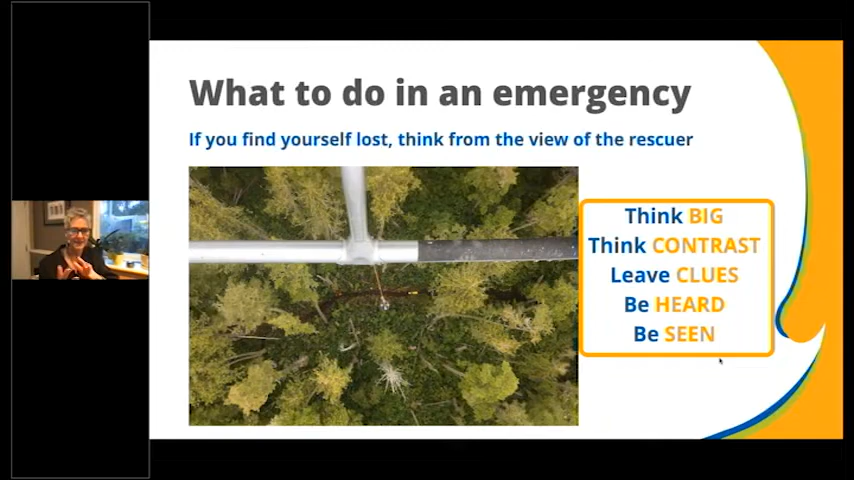 What to do in an emergency
If you find yourself lost, think from the view of the rescuer
Think BIG
Think CONTRAST
Leave CLUES
Be HEARD
Be SEEN